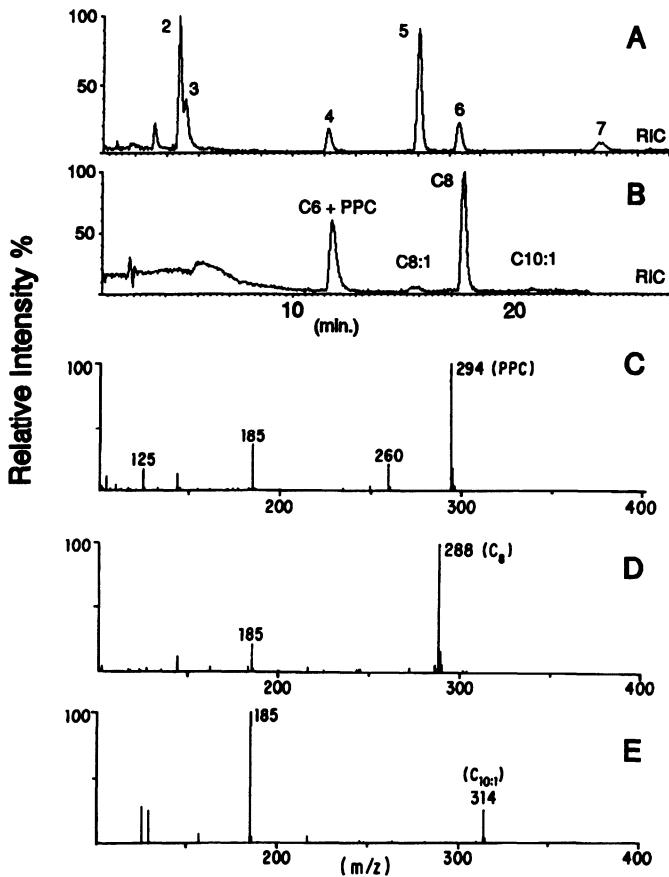 Relative Intensity %
100
50
2
3
4
5
6
7
RIC
A
100
50
C6 + PPC
C8:1
C8
C10:1
RIC
B
10
20
(min.)
100
125
185
260
294 (PPC)
C
200
300
400
100
185
288 (C8)
D
200
300
400
100
185
(C10:1)
314
E
200
300
400
(m/z)